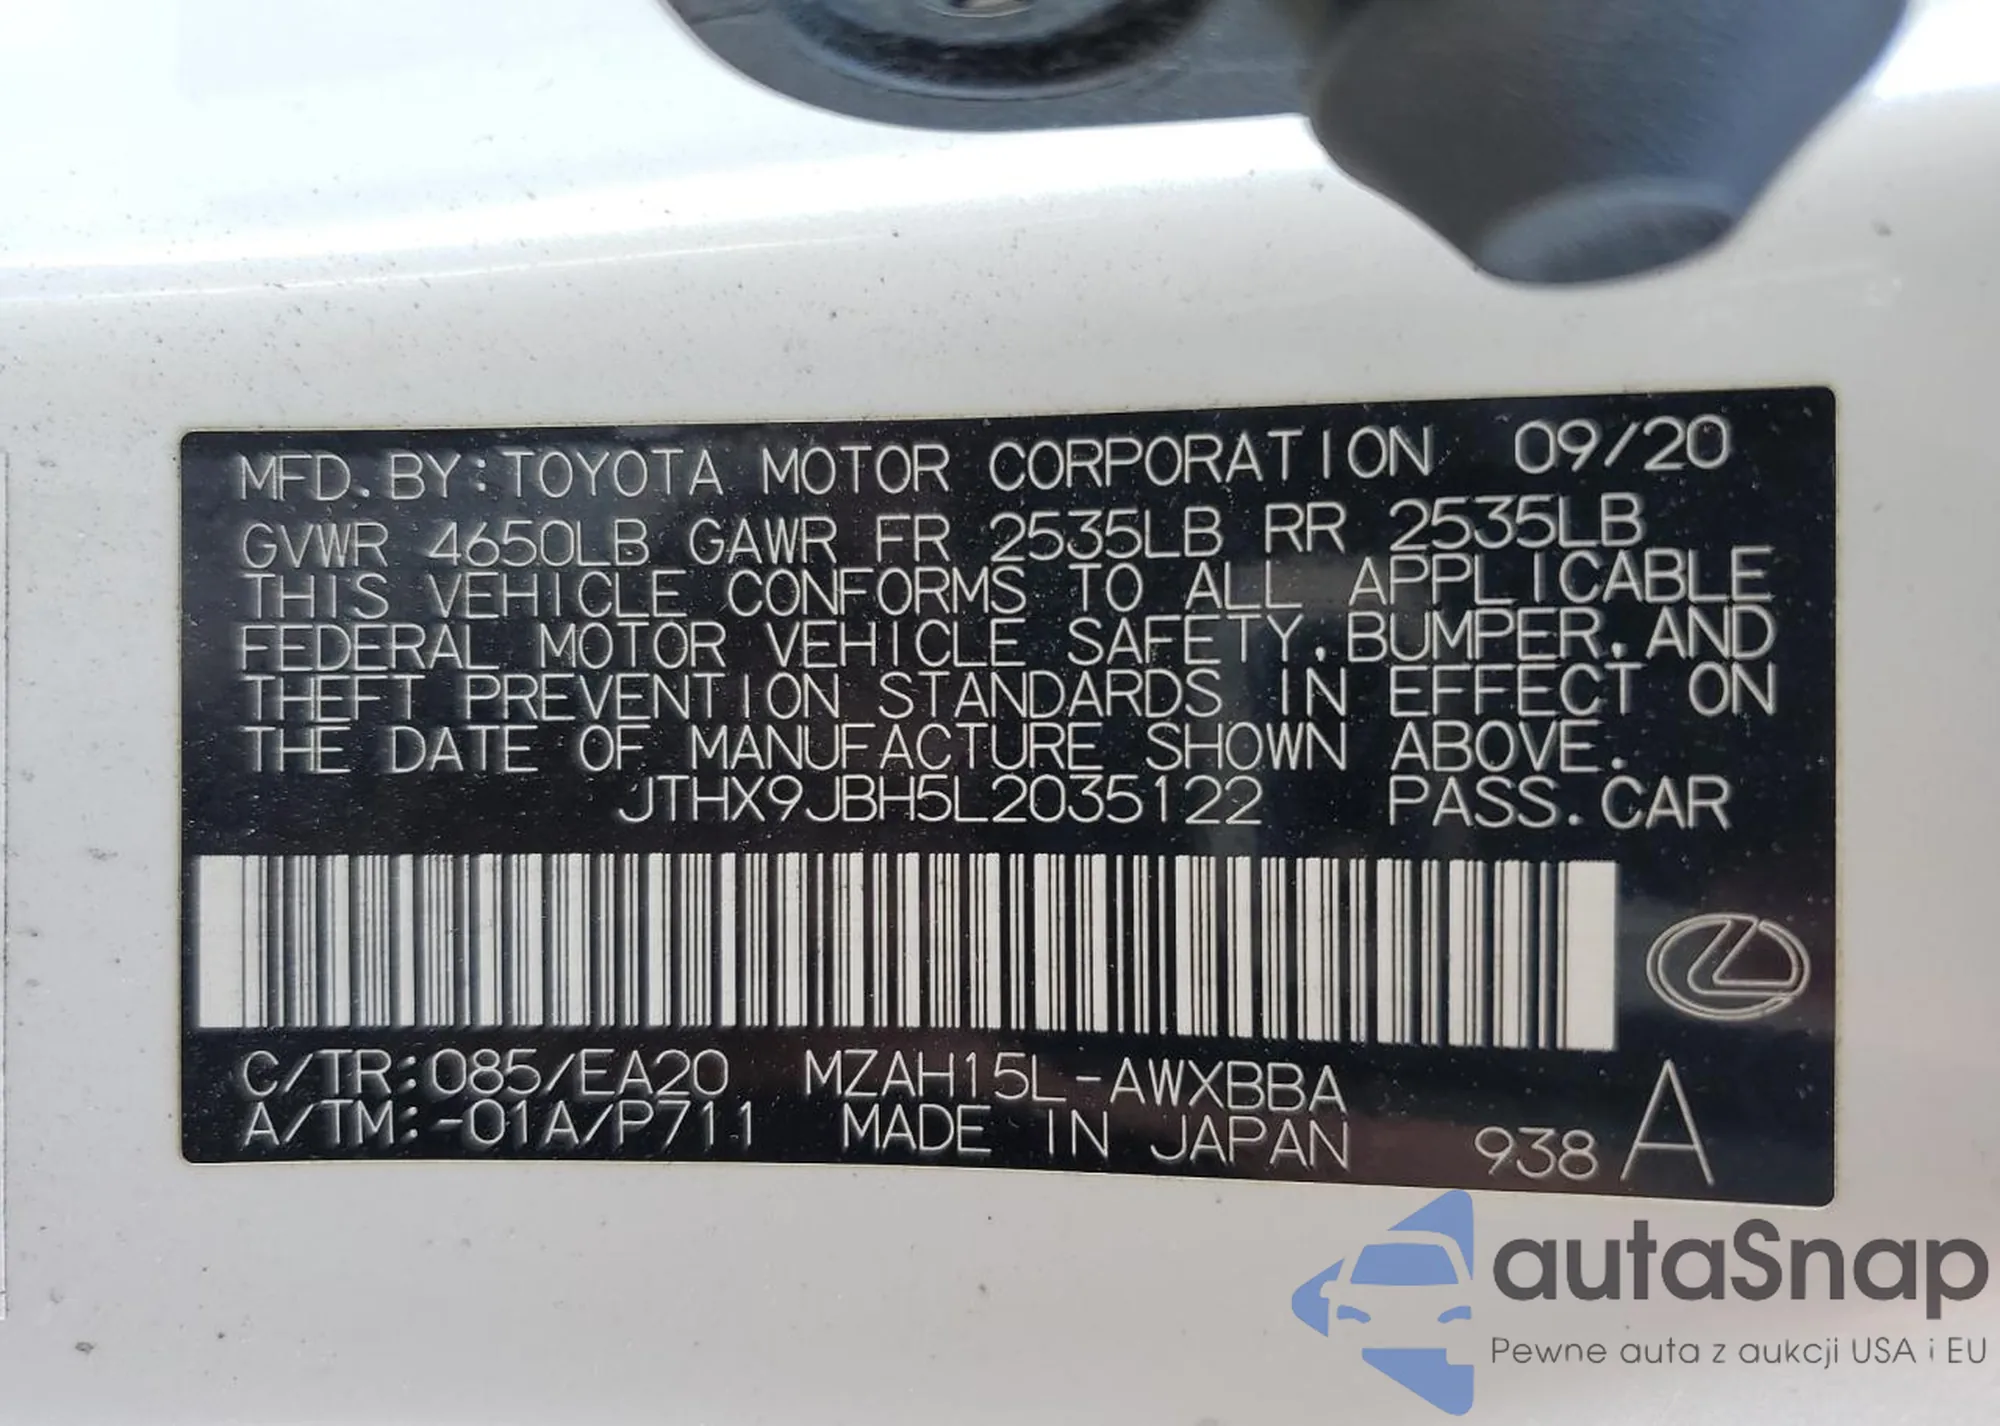 MFD. BY: TOYOTA MOTOR CORPORATION 09/20
GVWR 4650LB GAWR FR 2535LB RR 2535LB
THIS VEHICLE CONFORMS TO ALL APPLICABLE
FEDERAL MOTOR VEHICLE SAFETY, BUMPER, AND
THEFT PREVENTION STANDARDS IN EFFECT ON
THE DATE OF MANUFACTURE SHOWN ABOVE.
JTHX9JBH5L2035122 PASS. CAR
C/TR:085/EA20 MZAH15L-AWXBBA
A/TM:-01A/P711 MADE IN JAPAN 938 A
autaSnap
Pewne auta z aukcji USA i EU